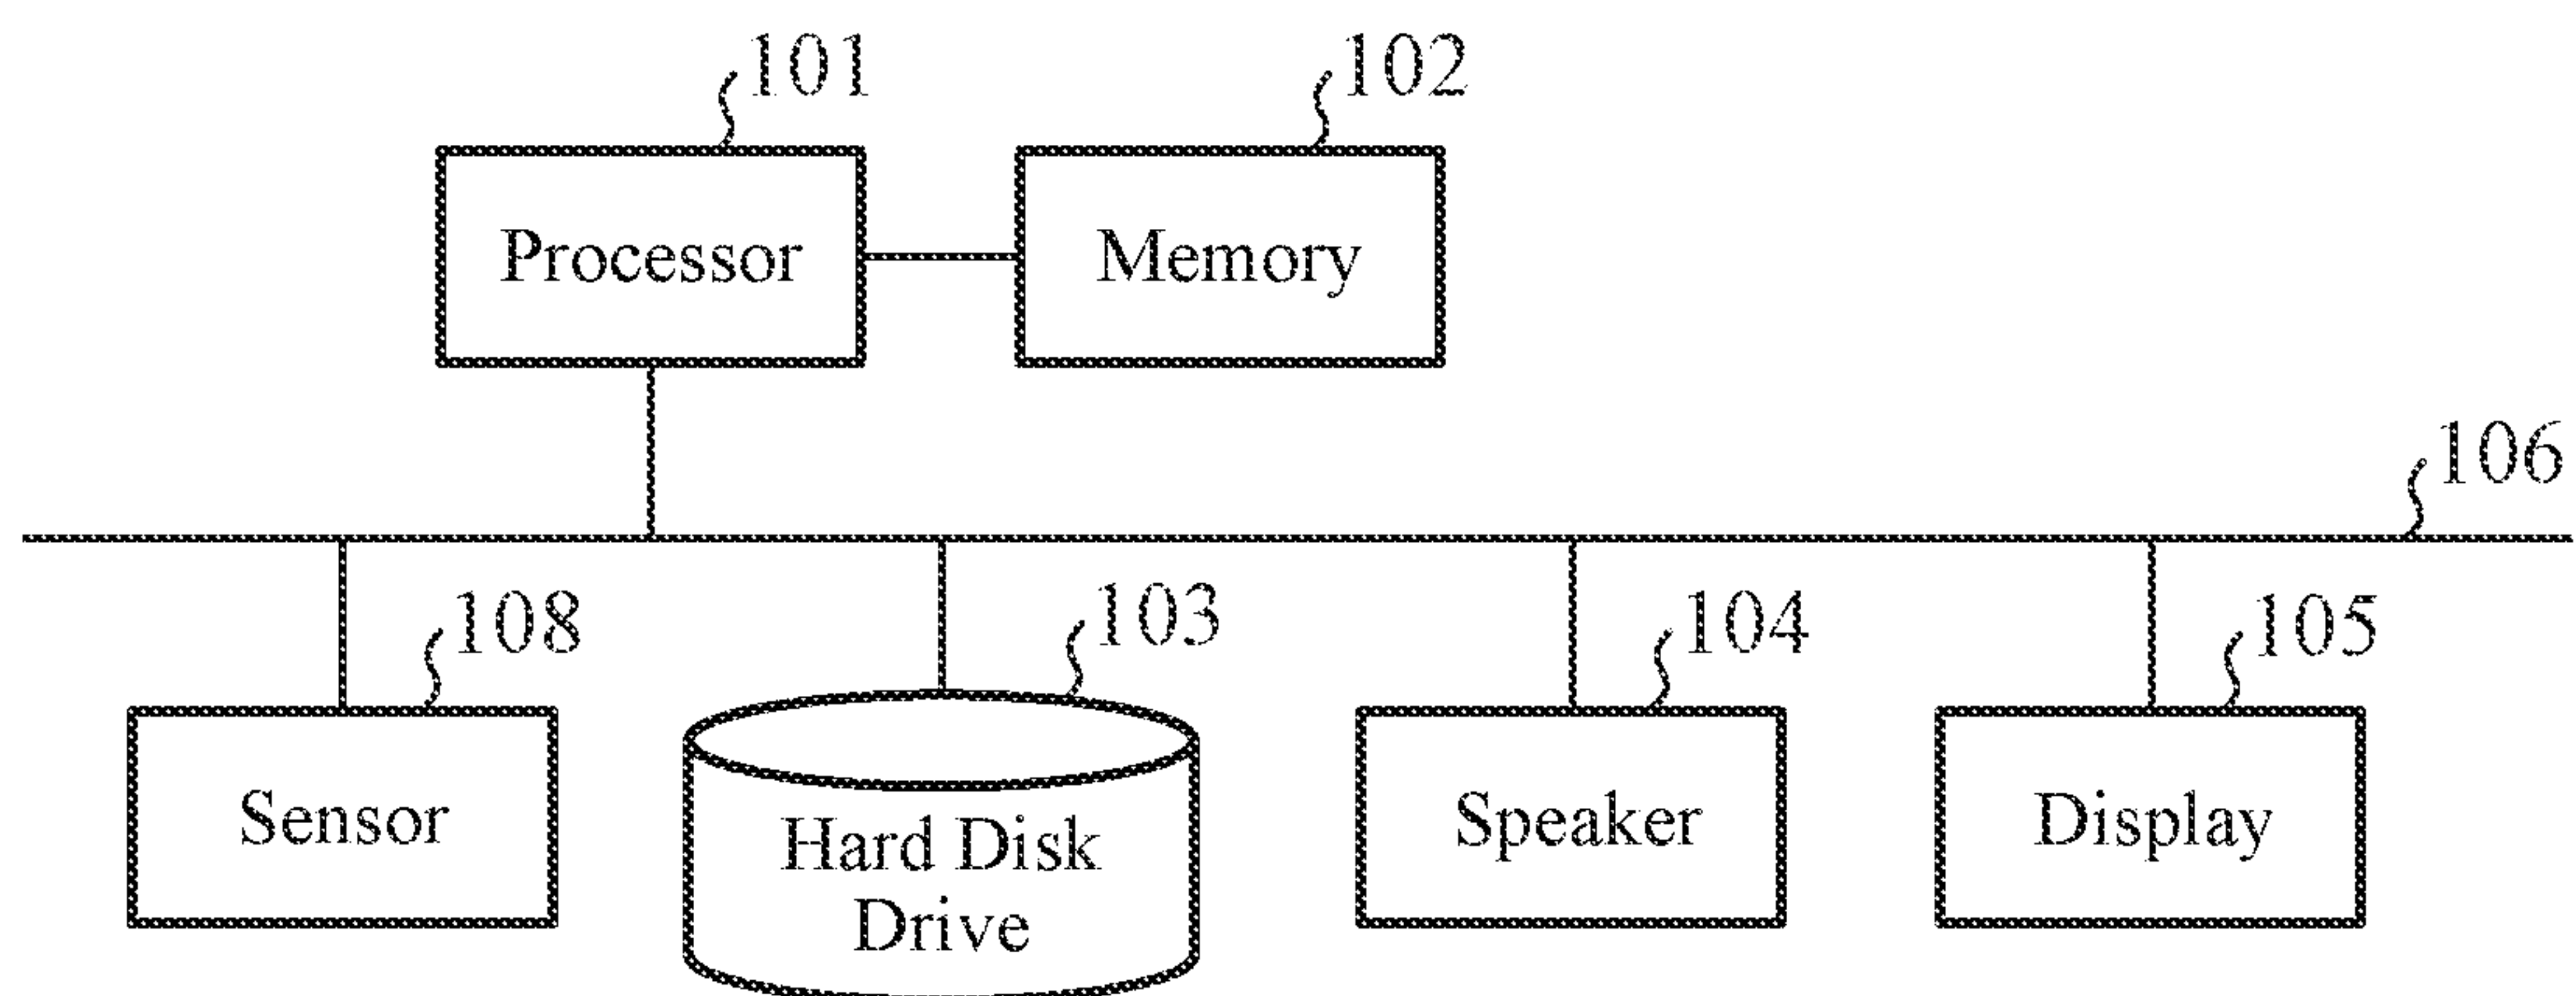 101
102
Processor
Memory
106
108
103
104
105
Sensor
Hard Disk
Drive
Speaker
Display